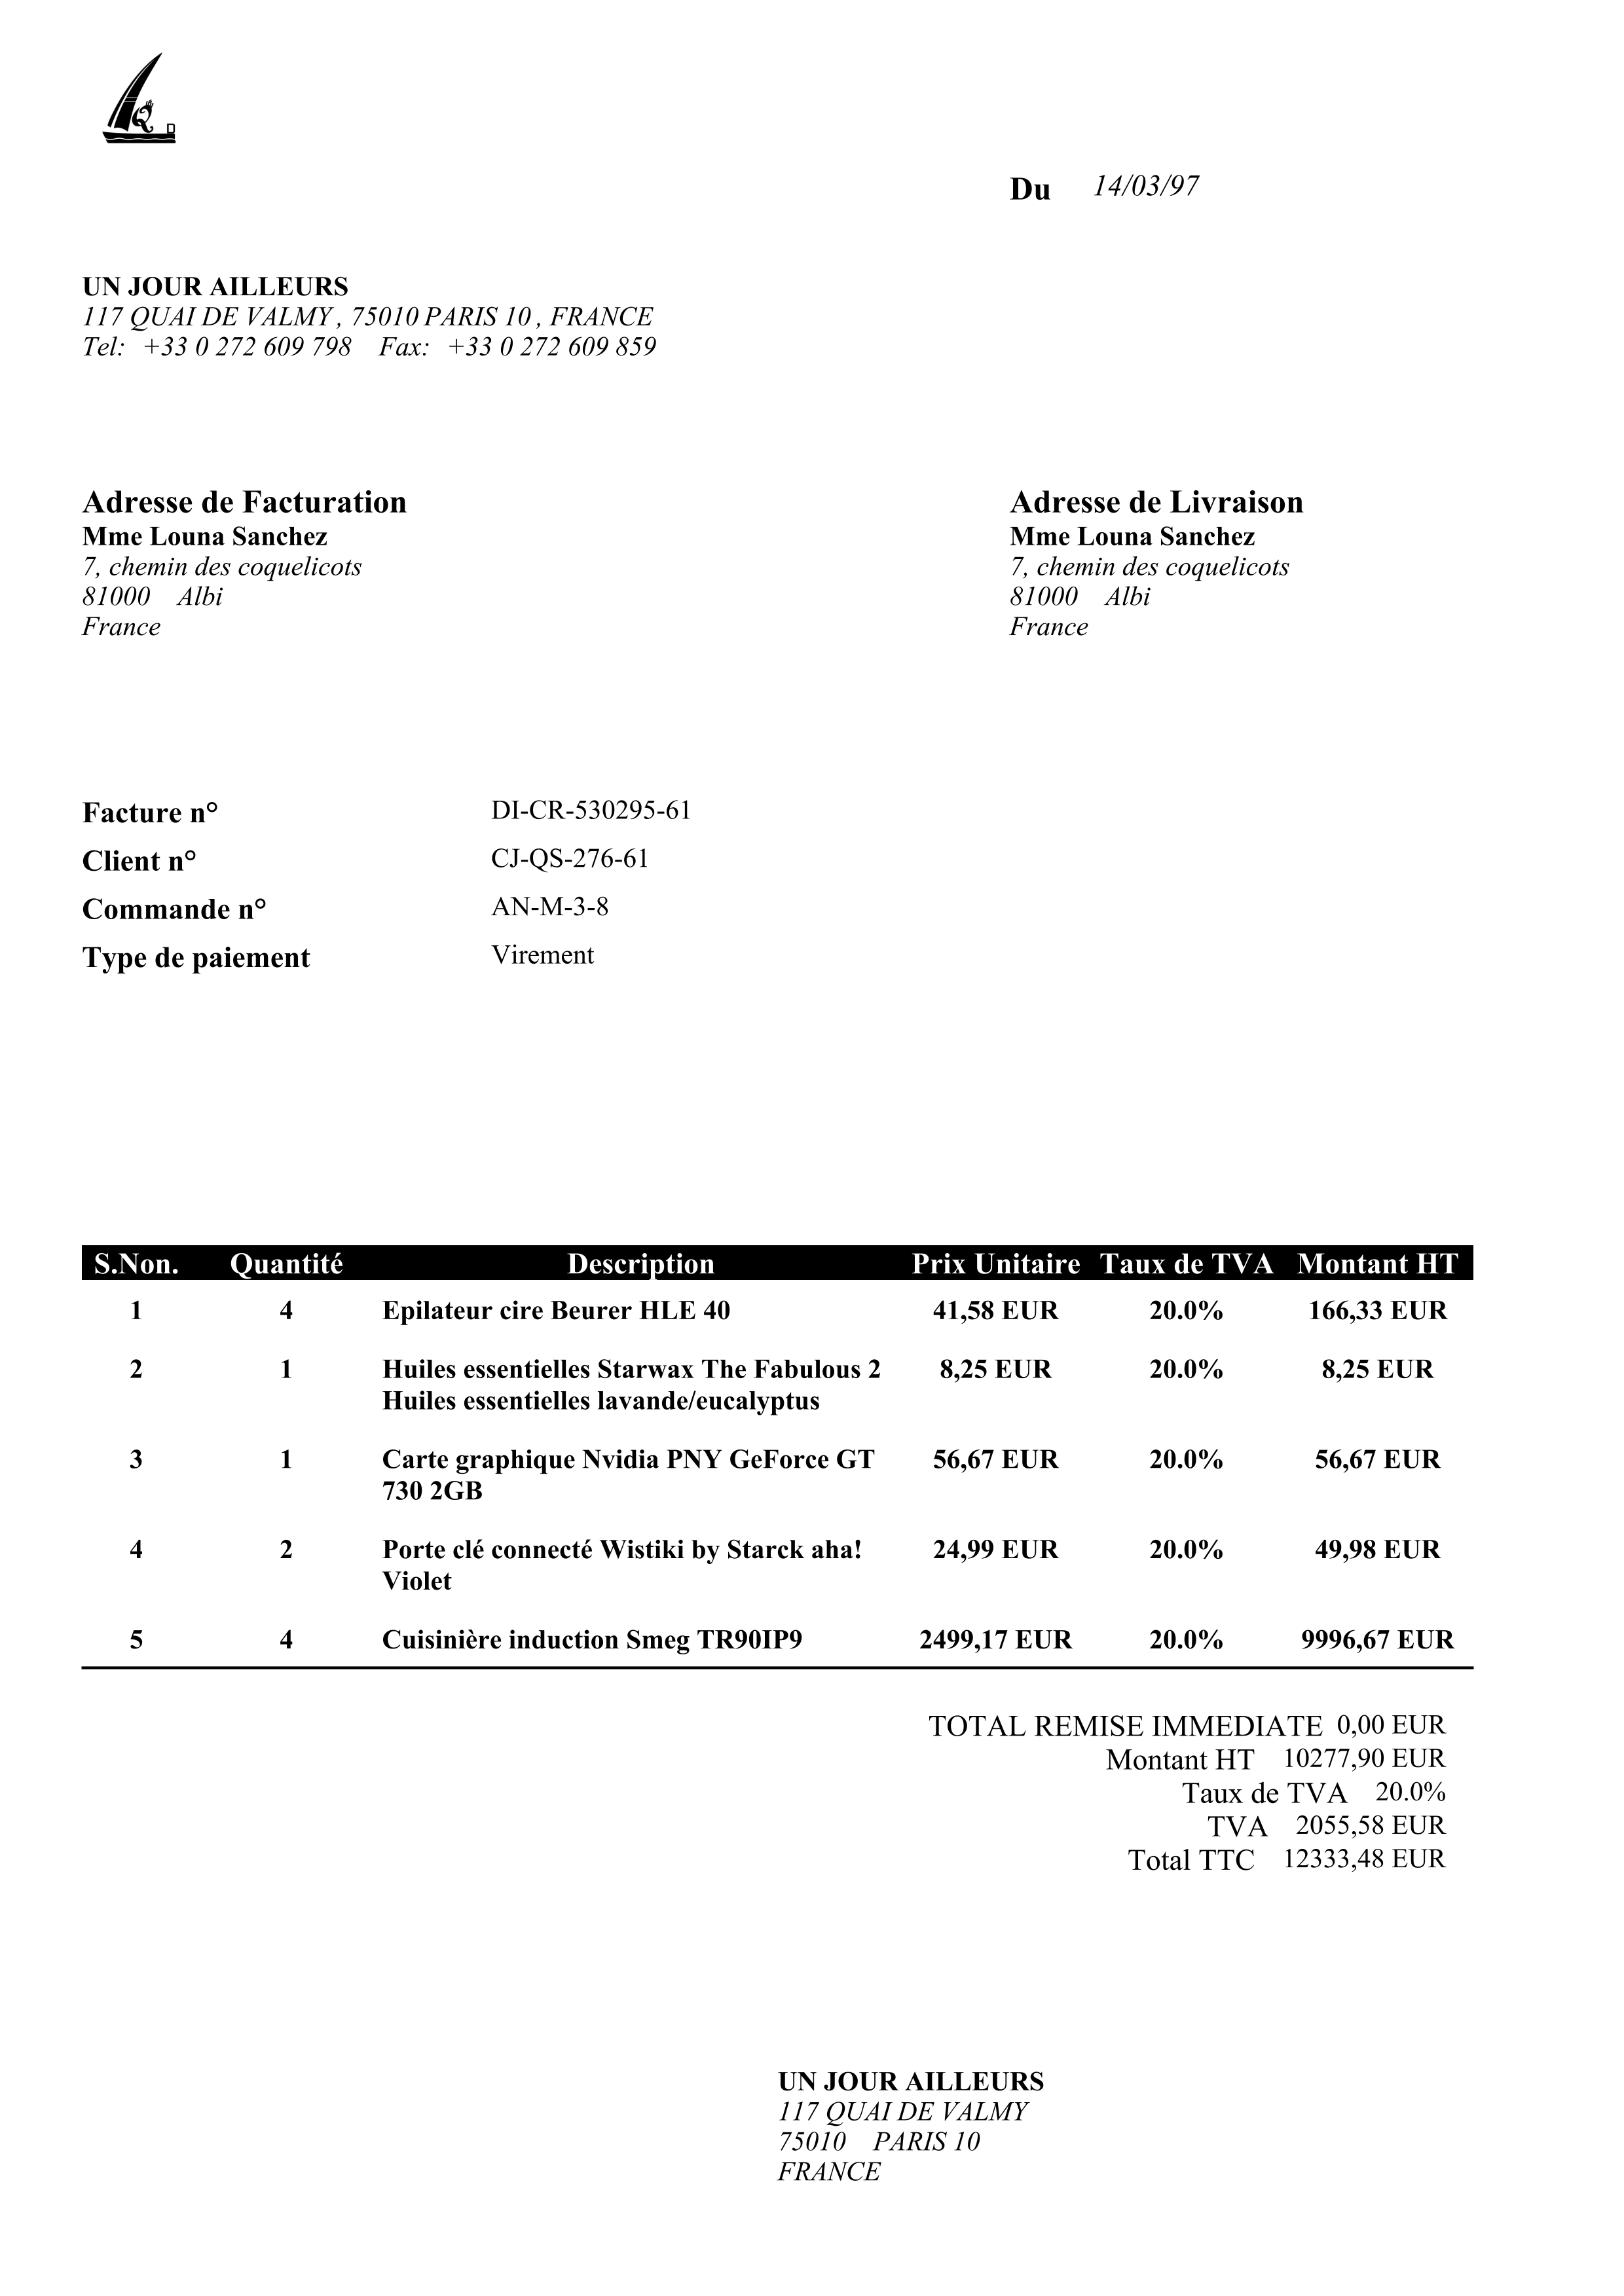 Du 14/03/97
UN JOUR AILLEURS
117 QUAI DE VALMY , 75010 PARIS 10 , FRANCE
Tel: +33 0 272 609 798 Fax: +33 0 272 609 859
Adresse de Facturation
Mme Louna Sanchez
7, chemin des coquelicots
81000 Albi
France
Adresse de Livraison
Mme Louna Sanchez
7, chemin des coquelicots
81000 Albi
France
Facture n° DI-CR-530295-61
Client n° CJ-QS-276-61
Commande n° AN-M-3-8
Type de paiement Virement
S.Non. Quantité Description Prix Unitaire Taux de TVA Montant HT
1 4 Epilateur cire Beurer HLE 40 41,58 EUR 20.0% 166,33 EUR
2 1 Huiles essentielles Starwax The Fabulous 2 8,25 EUR 20.0% 8,25 EUR
Huiles essentielles lavande/eucalyptus
3 1 Carte graphique Nvidia PNY GeForce GT 56,67 EUR 20.0% 56,67 EUR
730 2GB
4 2 Porte clé connecté Wistiki by Starck aha! 24,99 EUR 20.0% 49,98 EUR
Violet
5 4 Cuisinière induction Smeg TR90IP9 2499,17 EUR 20.0% 9996,67 EUR
TOTAL REMISE IMMEDIATE 0,00 EUR
Montant HT 10277,90 EUR
Taux de TVA 20.0%
TVA 2055,58 EUR
Total TTC 12333,48 EUR
UN JOUR AILLEURS
117 QUAI DE VALMY
75010 PARIS 10
FRANCE